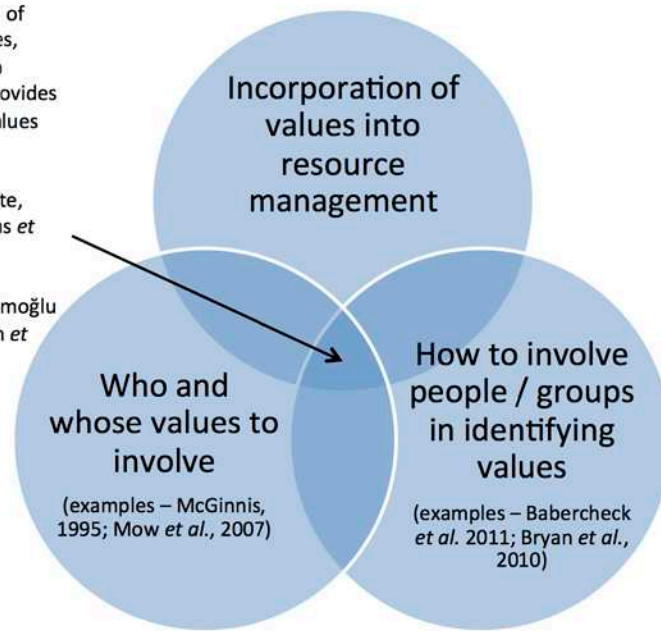 of
es,
ovides
alues
te,
us et
moğlu
n et
Incorporation of
values into
resource
management
Who and
whose values to
involve
(examples – McGinnis,
1995; Mow et al., 2007)
How to involve
people / groups
in identifying
values
(examples – Babercheck
et al. 2011; Bryan et al.,
2010)